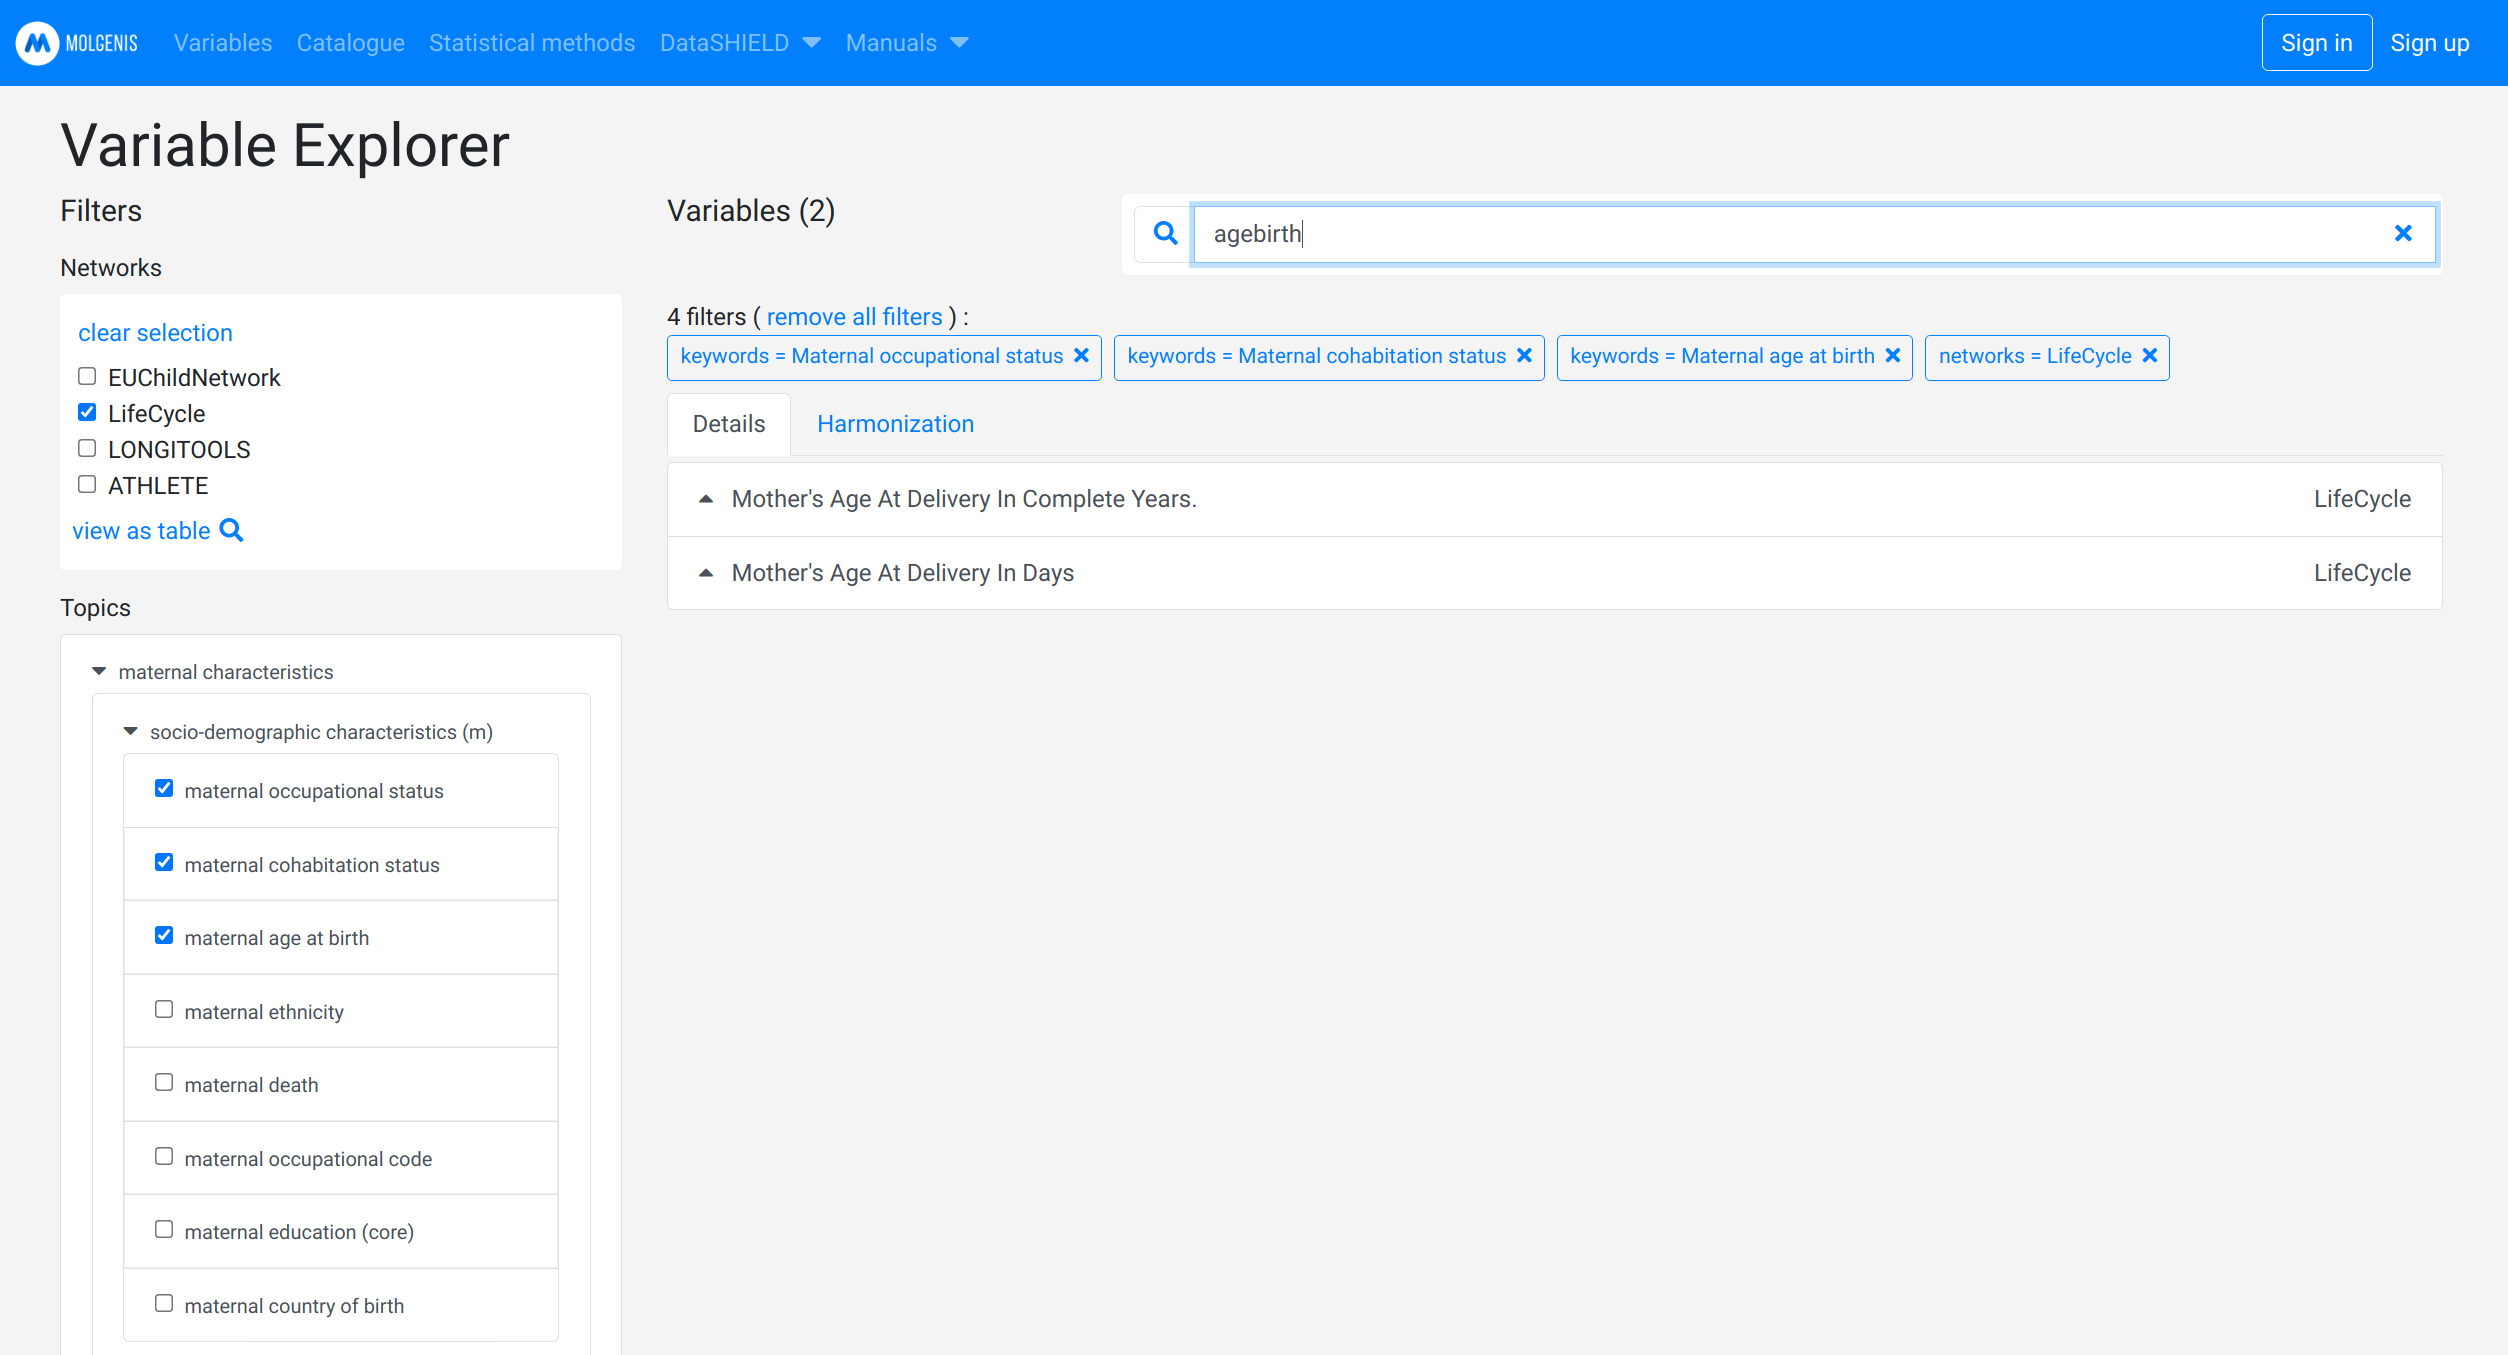 MOLGENIS Variables Catalogue Statistical methods DataSHIELD Manuals Sign in Sign up
Variable Explorer
Filters
Networks
clear selection
EUChildNetwork
LifeCycle
LONGITOOLS
ATHLETE
view as table
Topics
maternal characteristics
socio-demographic characteristics (m)
maternal occupational status
maternal cohabitation status
maternal age at birth
maternal ethnicity
maternal death
maternal occupational code
maternal education (core)
maternal country of birth
Variables (2)
agebirth
4 filters ( remove all filters ) :
keywords = Maternal occupational status keywords = Maternal cohabitation status keywords = Maternal age at birth networks = LifeCycle
Details Harmonization
Mother's Age At Delivery In Complete Years. LifeCycle
Mother's Age At Delivery In Days LifeCycle